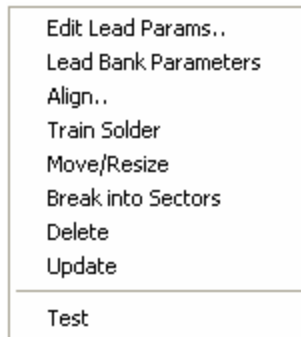 Edit Lead Params..
Lead Bank Parameters
Align..
Train Solder
Move/Resize
Break into Sectors
Delete
Update
Test